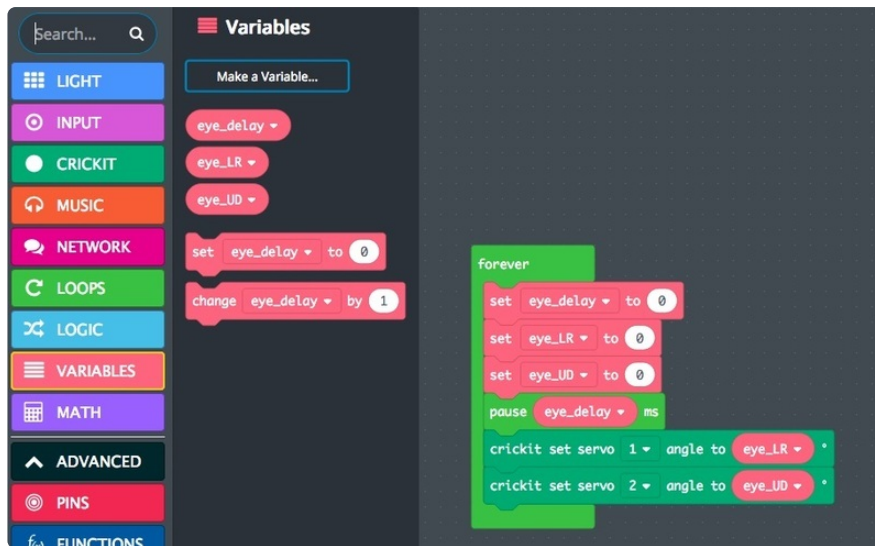 Search...
LIGHT
INPUT
CRICKIT
MUSIC
NETWORK
LOOPS
LOGIC
VARIABLES
MATH
ADVANCED
PINS
FUNCTIONS
Variables
Make a Variable...
eye_delay
eye_LR
eye_UD
set eye_delay to 0
change eye_delay by 1
forever
set eye_delay to 0
set eye_LR to 0
set eye_UD to 0
pause eye_delay ms
crickit set servo 1 angle to eye_LR °
crickit set servo 2 angle to eye_UD °